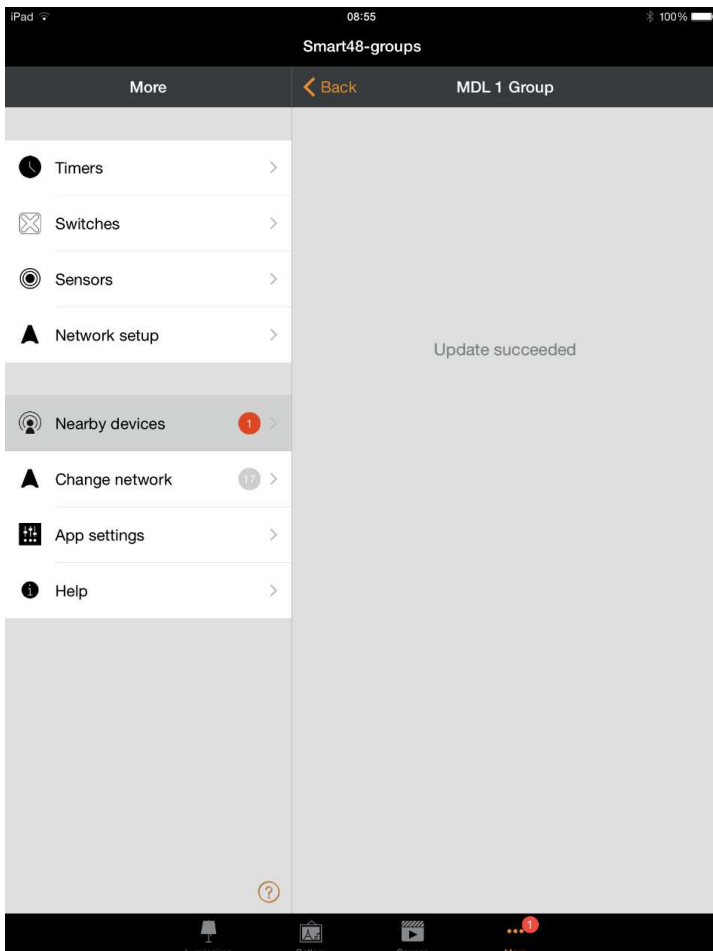 iPad 08:55 100%
Smart48-groups
More
Back MDL 1 Group
Timers
Switches
Sensors
Network setup
Update succeeded
Nearby devices 1
Change network 17
App settings
Help
?
1